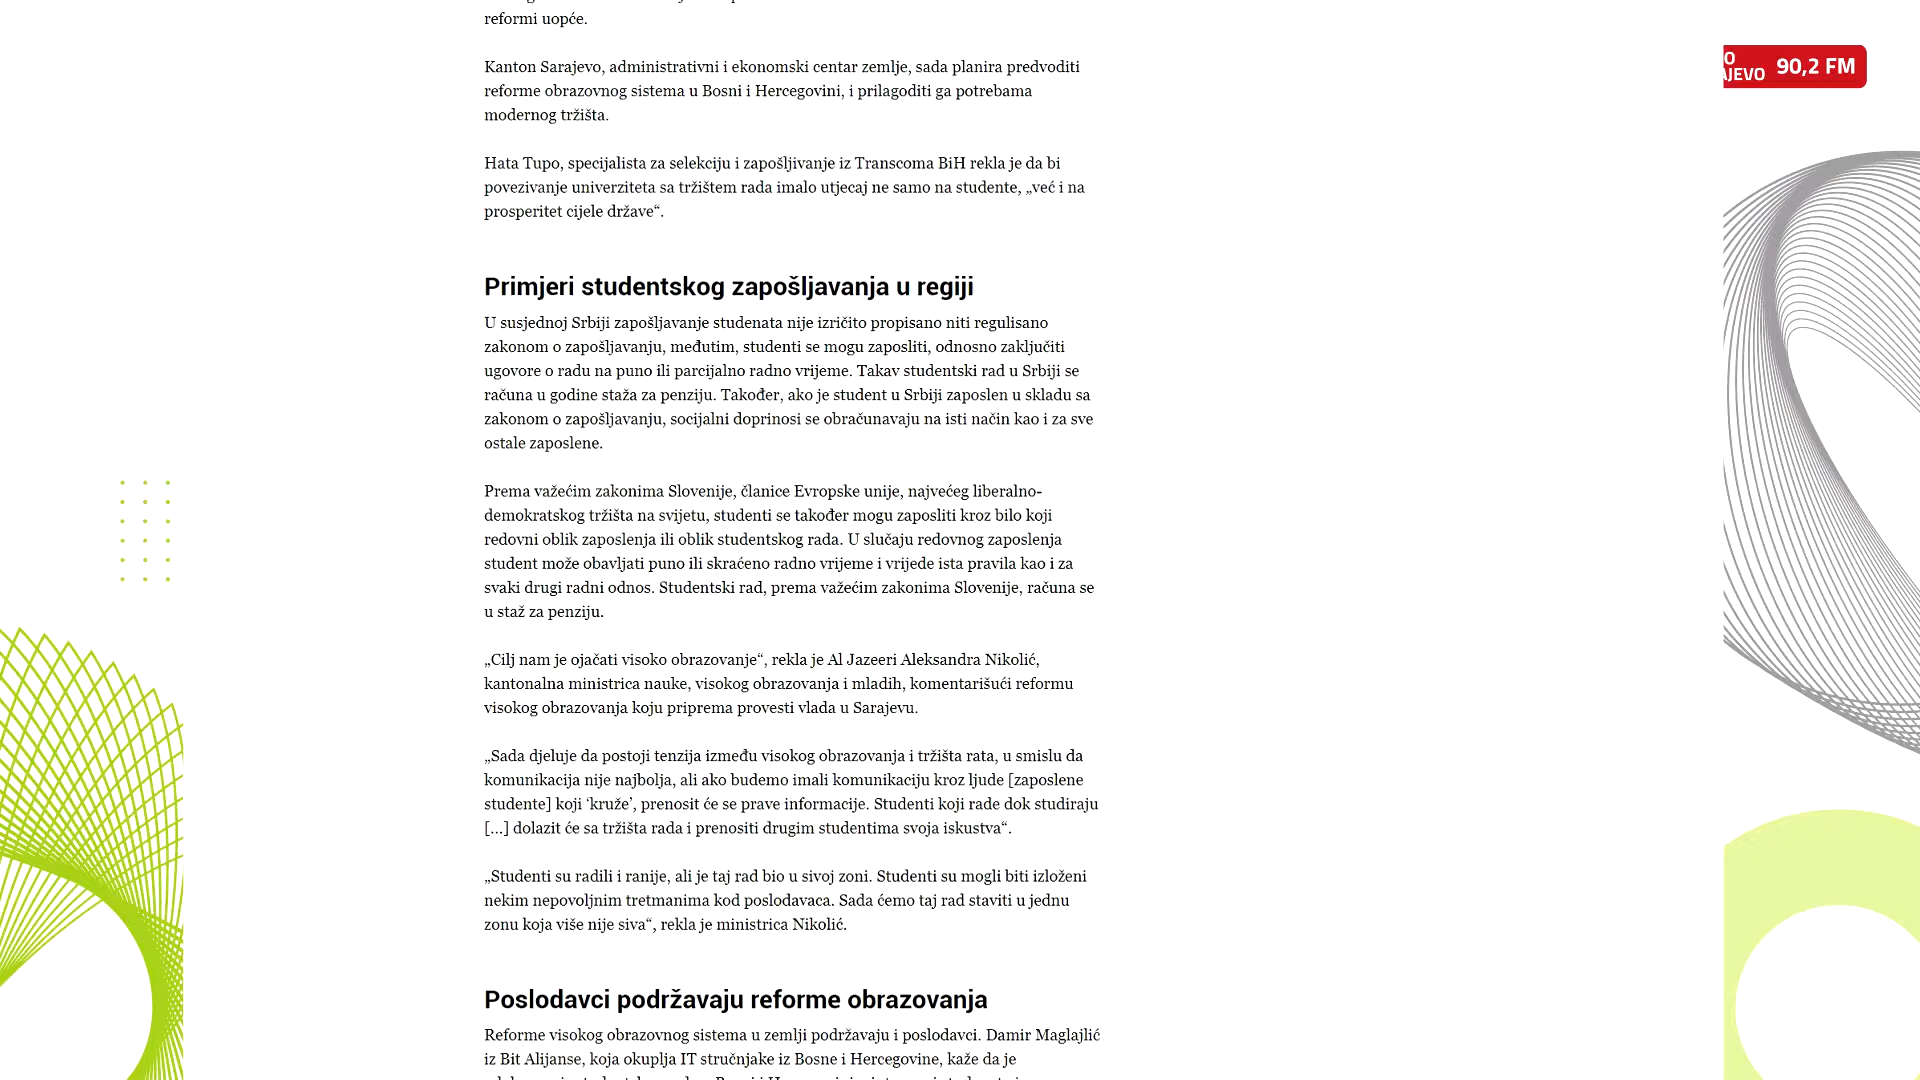 reformi uopće.
Kanton Sarajevo, administrativni i ekonomski centar zemlje, sada planira predvoditi
reforme obrazovnog sistema u Bosni i Hercegovini, i prilagoditi ga potrebama
modernog tržišta.
Hata Tupo, specijalista za selekciju i zapošljivanje iz Transcoma BiH rekla je da bi
povezivanje univerziteta sa tržištem rada imalo utjecaj ne samo na studente, „već i na
prosperitet cijele države“.
Primjeri studentskog zapošljavanja u regiji
U susjednoj Srbiji zapošljavanje studenata nije izričito propisano niti regulisano
zakonom o zapošljavanju, međutim, studenti se mogu zaposliti, odnosno zaključiti
ugovore o radu na puno ili parcijalno radno vrijeme. Takav studentski rad u Srbiji se
računa u godine staža za penziju. Također, ako je student u Srbiji zaposlen u skladu sa
zakonom o zapošljavanju, socijalni doprinosi se obračunavaju na isti način kao i za sve
ostale zaposlene.
Prema važećim zakonima Slovenije, članice Evropske unije, najvećeg liberalno-
demokratskog tržišta na svijetu, studenti se također mogu zaposliti kroz bilo koji
redovni oblik zaposlenja ili oblik studentskog rada. U slučaju redovnog zaposlenja
student može obavljati puno ili skraćeno radno vrijeme i vrijede ista pravila kao i za
svaki drugi radni odnos. Studentski rad, prema važećim zakonima Slovenije, računa se
u staž za penziju.
„Cilj nam je ojačati visoko obrazovanje“, rekla je Al Jazeeri Aleksandra Nikolić,
kantonalna ministrica nauke, visokog obrazovanja i mladih, komentarišući reformu
visokog obrazovanja koju priprema provesti vlada u Sarajevu.
„Sada djeluje da postoji tenzija između visokog obrazovanja i tržišta rata, u smislu da
komunikacija nije najbolja, ali ako budemo imali komunikaciju kroz ljude [zaposlene
studente] koji ‘kruže’, prenosit će se prave informacije. Studenti koji rade dok studiraju
[…] dolazit će sa tržišta rada i prenositi drugim studentima svoja iskustva“.
„Studenti su radili i ranije, ali je taj rad bio u sivoj zoni. Studenti su mogli biti izloženi
nekim nepovoljnim tretmanima kod poslodavaca. Sada ćemo taj rad staviti u jednu
zonu koja više nije siva“, rekla je ministrica Nikolić.
Poslodavci podržavaju reforme obrazovanja
Reforme visokog obrazovnog sistema u zemlji podržavaju i poslodavci. Damir Maglajlić
iz Bit Alijanse, koja okuplja IT stručnjake iz Bosne i Hercegovine, kaže da je
O
AJEVO 90,2 FM